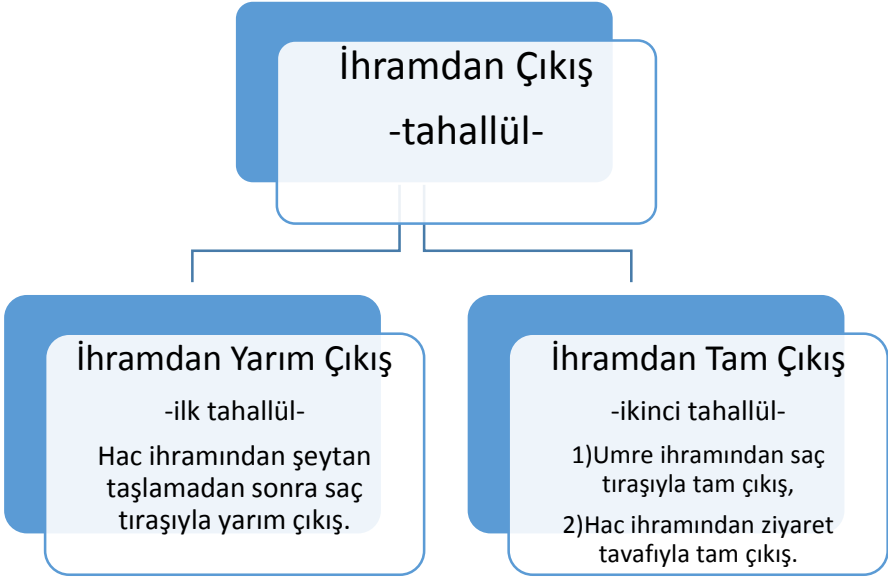 İhramdan Çıkış
-tahallül-
İhramdan Yarım Çıkış
-ilk tahallül-
Hac ihramından şeytan
taşlamadan sonra saç
tıraşıyla yarım çıkış.
İhramdan Tam Çıkış
-ikinci tahallül-
1)Umre ihramından saç
tıraşıyla tam çıkış,
2)Hac ihramından ziyaret
tavafıyla tam çıkış.